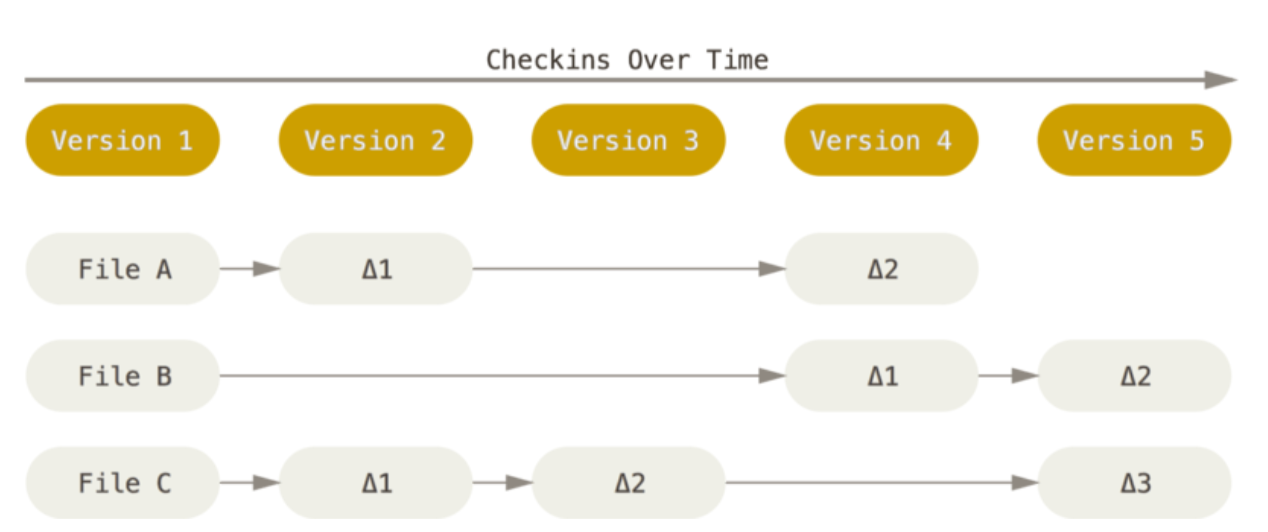 Checkins Over Time
Version 1 Version 2 Version 3 Version 4 Version 5
File A Δ1 Δ2
File B Δ1 Δ2
File C Δ1 Δ2 Δ3